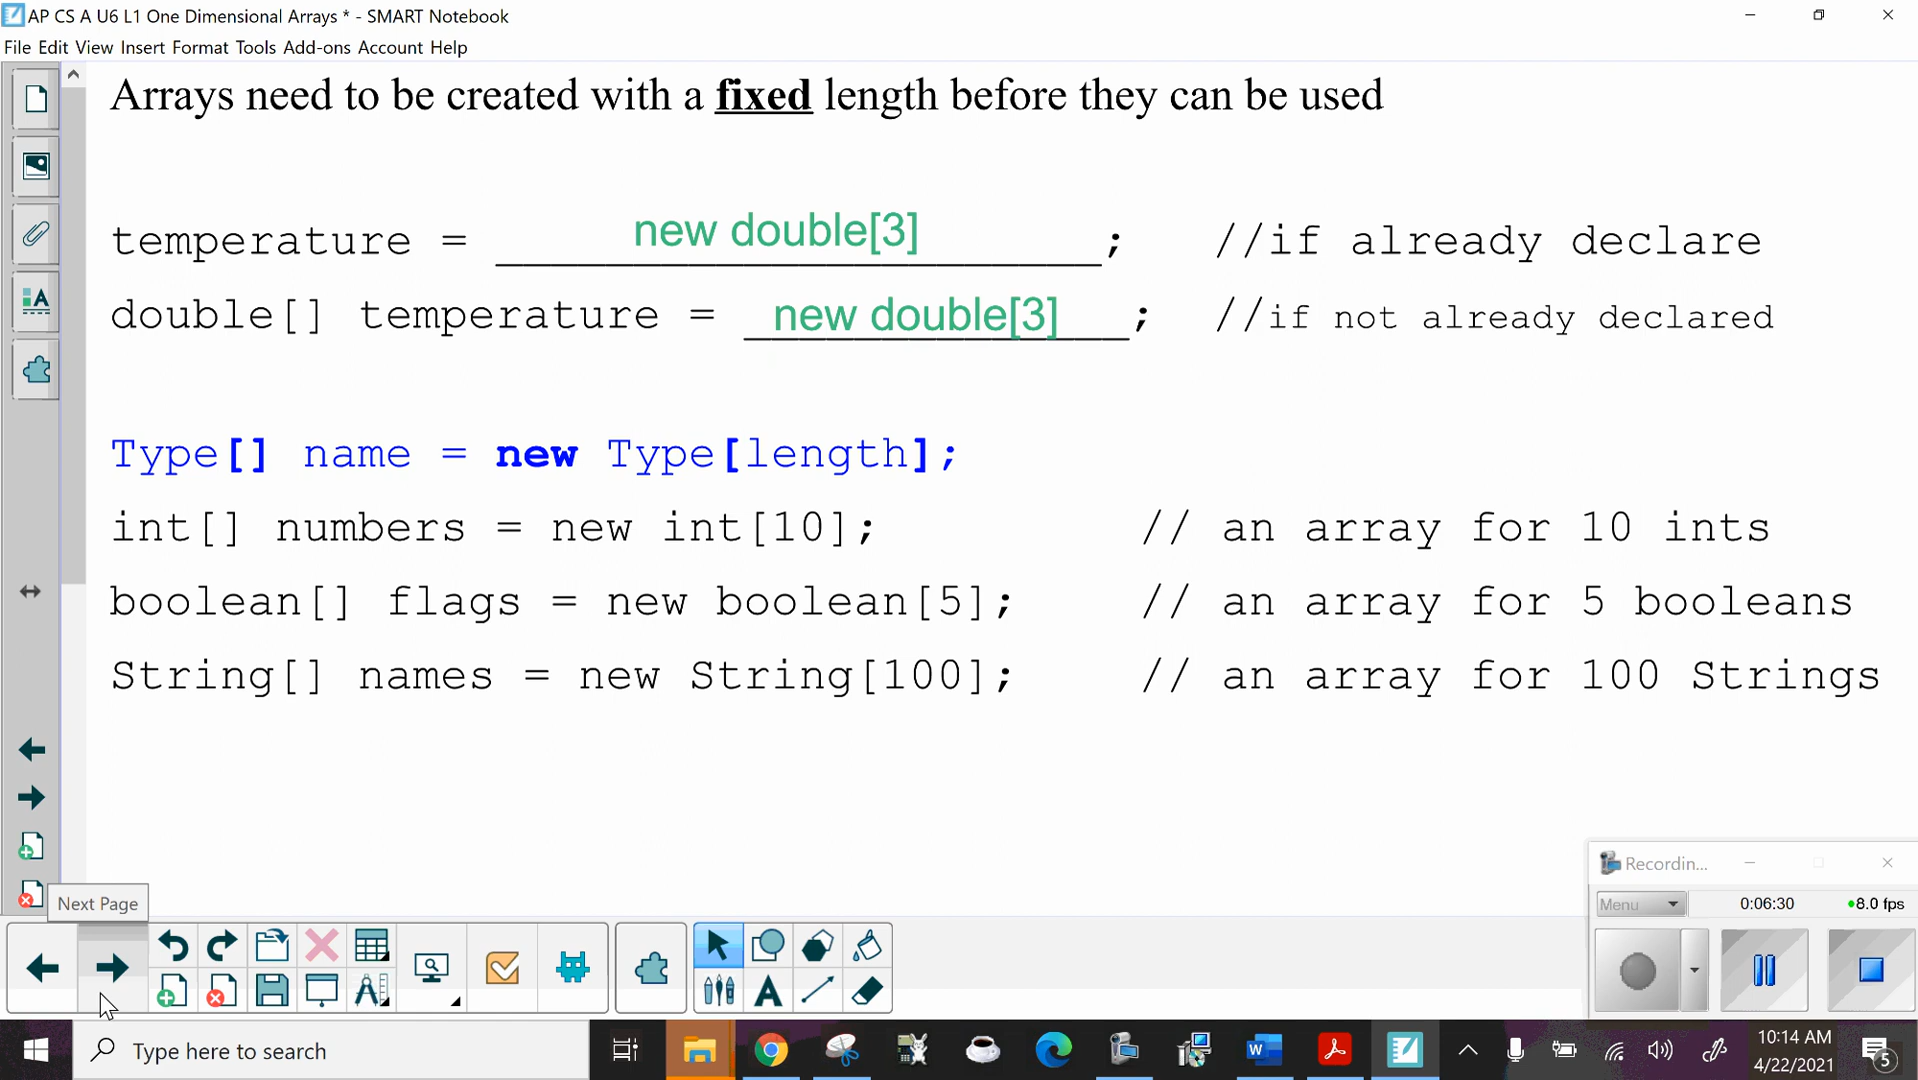 AP CS A U6 L1 One Dimensional Arrays * - SMART Notebook
File Edit View Insert Format Tools Add-ons Account Help
Arrays need to be created with a fixed length before they can be used
temperature = new double[3]; //if already declare
double[] temperature = new double[3]; //if not already declared
Type[] name = new Type[length];
int[] numbers = new int[10]; // an array for 10 ints
boolean[] flags = new boolean[5]; // an array for 5 booleans
String[] names = new String[100]; // an array for 100 Strings
Recordin...
Menu 0:06:30 8.0 fps
Next Page
Type here to search
10:14 AM
4/22/2021
5